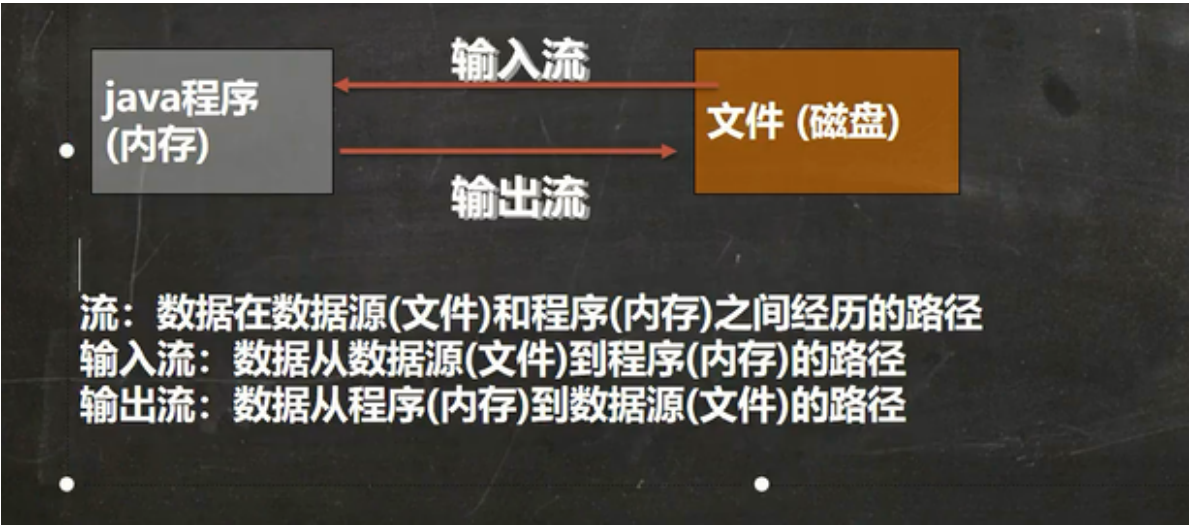 输入流
java程序
(内存)
文件 (磁盘)
输出流
流：数据在数据源(文件)和程序(内存)之间经历的路径
输入流：数据从数据源(文件)到程序(内存)的路径
输出流：数据从程序(内存)到数据源(文件)的路径